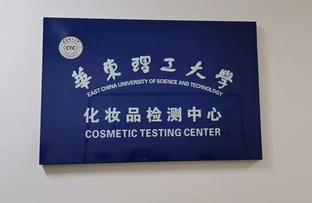 CTC
華東理工大學
EAST CHINA UNIVERSITY OF SCIENCE AND TECHNOLOGY
化妆品检测中心
COSMETIC TESTING CENTER